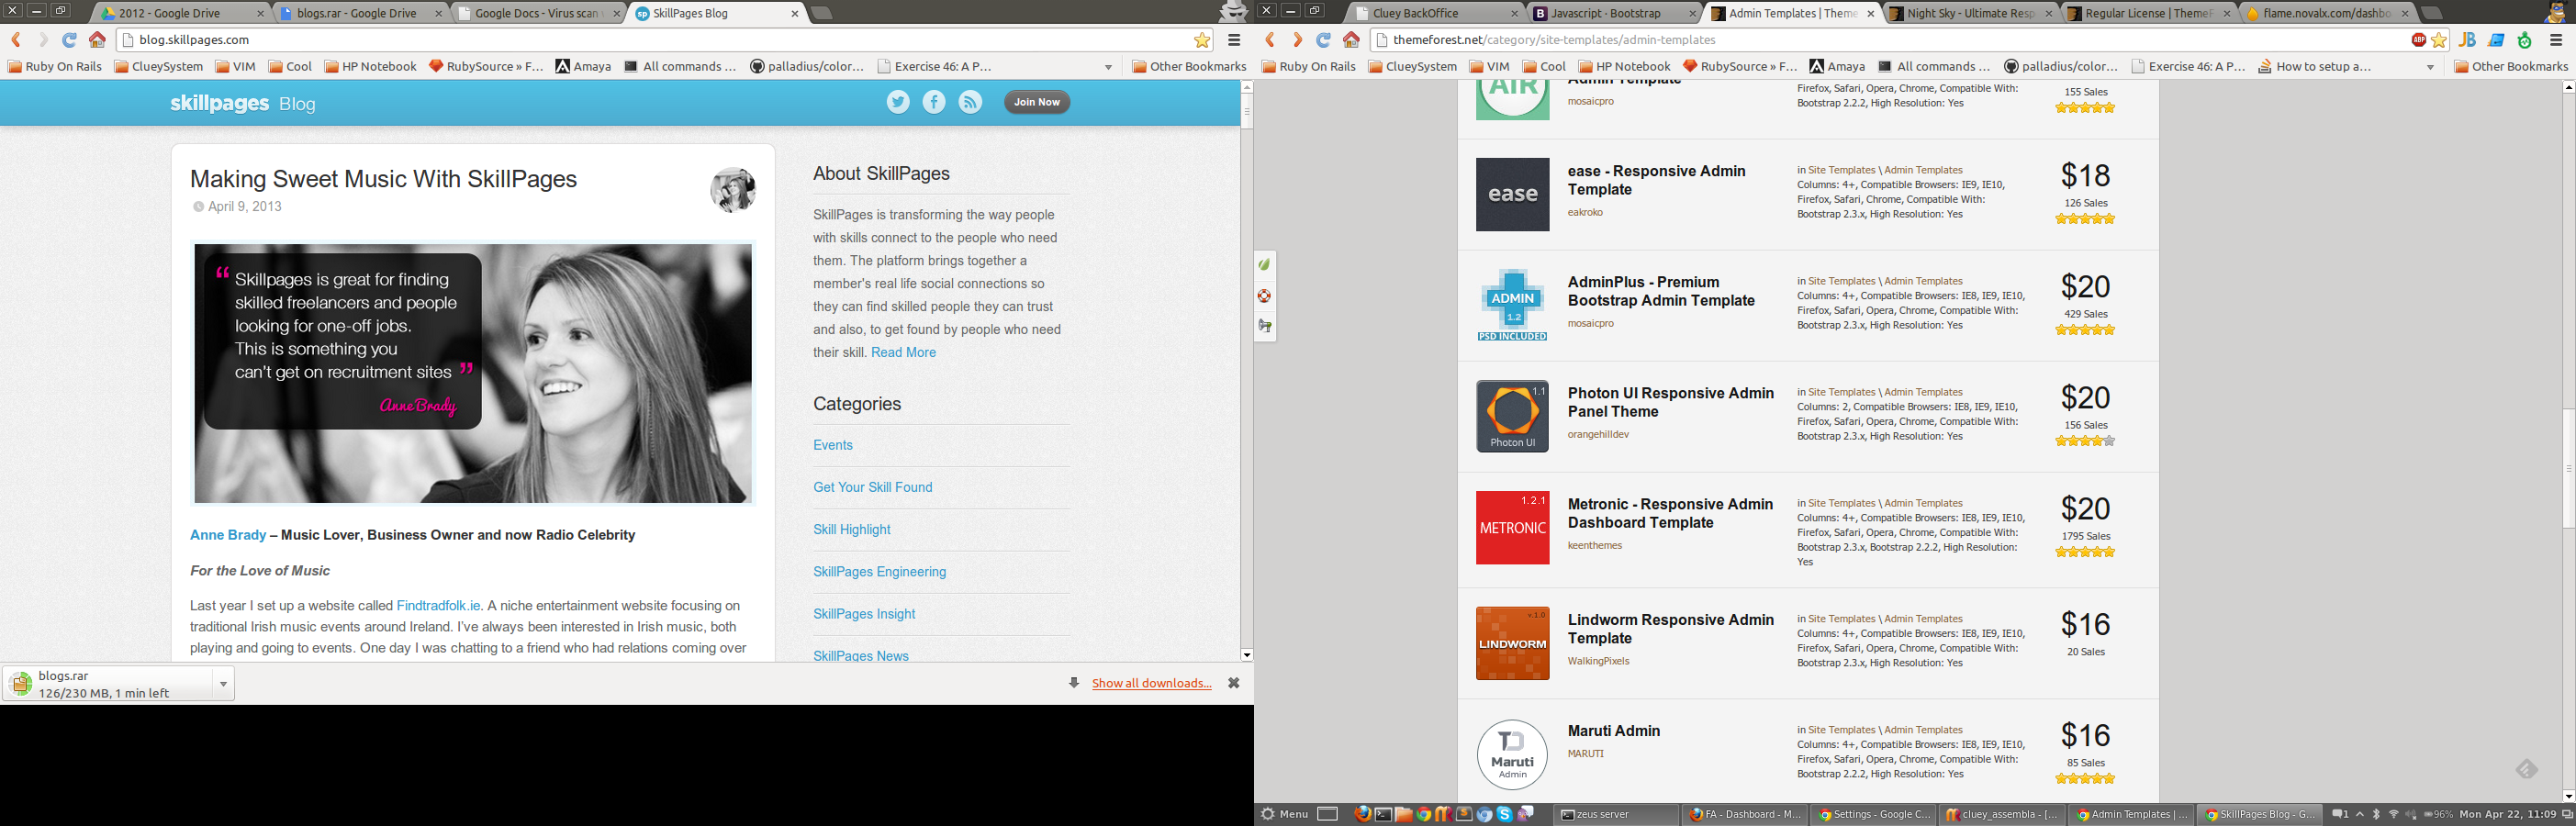 2012 - Google Drive
blogs.rar - Google Drive
Google Docs - Virus scan
SkillPages Blog
blog.skillpages.com
Ruby On Rails
ClueySystem
VIM
Cool
HP Notebook
RubySource » F...
Amaya
All commands ...
palladius/color...
Exercise 46: A P...
Other Bookmarks
skillpages Blog
Join Now
Making Sweet Music With SkillPages
April 9, 2013
“ Skillpages is great for finding
skilled freelancers and people
looking for one-off jobs.
This is something you
can't get on recruitment sites ”
Anne Brady
Anne Brady – Music Lover, Business Owner and now Radio Celebrity
For the Love of Music
Last year I set up a website called Findtradfolk.ie. A niche entertainment website focusing on
traditional Irish music events around Ireland. I've always been interested in Irish music, both
playing and going to events. One day I was chatting to a friend who had relations coming over
About SkillPages
SkillPages is transforming the way people
with skills connect to the people who need
them. The platform brings together a
member's real life social connections so
they can find skilled people they can trust
and also, to get found by people who need
their skill. Read More
Categories
Events
Get Your Skill Found
Skill Highlight
SkillPages Engineering
SkillPages Insight
SkillPages News
blogs.rar
126/230 MB, 1 min left
Show all downloads...
Cluey BackOffice
Javascript · Bootstrap
Admin Templates | Theme
Night Sky - Ultimate Resp
Regular License | ThemeF
flame.novalx.com/dashbo
themeforest.net/category/site-templates/admin-templates
ABP
JB
Ruby On Rails
ClueySystem
VIM
Cool
HP Notebook
RubySource » F...
Amaya
All commands ...
palladius/color...
Exercise 46: A P...
How to setup a...
Other Bookmarks
AIR
Admin Template
mosaicpro
Firefox, Safari, Opera, Chrome, Compatible With:
Bootstrap 2.2.2, High Resolution: Yes
155 Sales
ease
ease - Responsive Admin
Template
eakroko
in Site Templates \ Admin Templates
Columns: 4+, Compatible Browsers: IE9, IE10,
Firefox, Safari, Chrome, Compatible With:
Bootstrap 2.3.x, High Resolution: Yes
$18
126 Sales
ADMIN
1.2
PSD INCLUDED
AdminPlus - Premium
Bootstrap Admin Template
mosaicpro
in Site Templates \ Admin Templates
Columns: 4+, Compatible Browsers: IE8, IE9, IE10,
Firefox, Safari, Opera, Chrome, Compatible With:
Bootstrap 2.3.x, High Resolution: Yes
$20
429 Sales
1.1
Photon UI
Photon UI Responsive Admin
Panel Theme
orangehilldev
in Site Templates \ Admin Templates
Columns: 2, Compatible Browsers: IE8, IE9, IE10,
Firefox, Safari, Opera, Chrome, Compatible With:
Bootstrap 2.3.x, High Resolution: Yes
$20
156 Sales
1.2.1
METRONIC
Metronic - Responsive Admin
Dashboard Template
keenthemes
in Site Templates \ Admin Templates
Columns: 4+, Compatible Browsers: IE8, IE9, IE10,
Firefox, Safari, Opera, Chrome, Compatible With:
Bootstrap 2.3.x, Bootstrap 2.2.2, High Resolution:
Yes
$20
1795 Sales
v.1.0
LINDWORM
Lindworm Responsive Admin
Template
WalkingPixels
in Site Templates \ Admin Templates
Columns: 4+, Compatible Browsers: IE8, IE9, IE10,
Firefox, Safari, Opera, Chrome, Compatible With:
Bootstrap 2.3.x, High Resolution: Yes
$16
20 Sales
Maruti
Admin
Maruti Admin
MARUTI
in Site Templates \ Admin Templates
Columns: 4+, Compatible Browsers: IE8, IE9, IE10,
Firefox, Safari, Opera, Chrome, Compatible With:
Bootstrap 2.2.2, High Resolution: Yes
$16
85 Sales
Menu
zeus server
FA - Dashboard - M...
Settings - Google C...
cluey_assembla - [...
Admin Templates | ...
SkillPages Blog - G...
1
96%
Mon Apr 22, 11:09